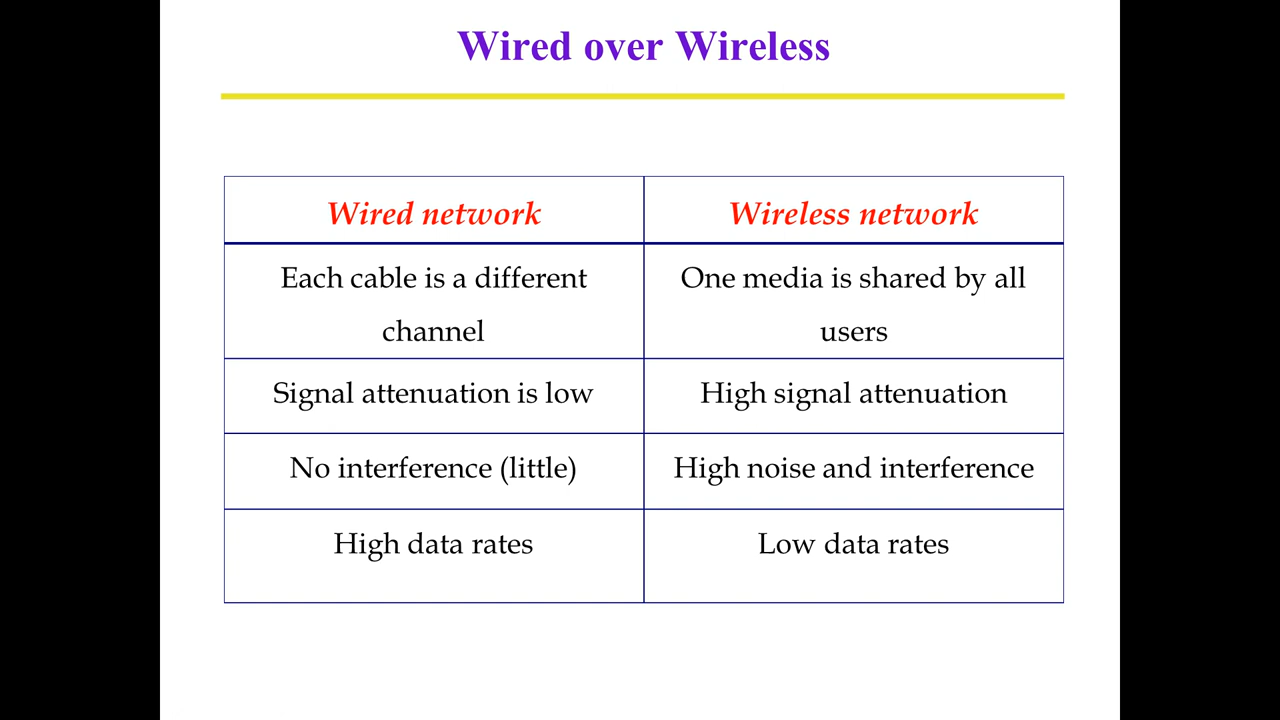 Wired over Wireless
Wired network
Wireless network
Each cable is a different
channel
One media is shared by all
users
Signal attenuation is low
High signal attenuation
No interference (little)
High noise and interference
High data rates
Low data rates